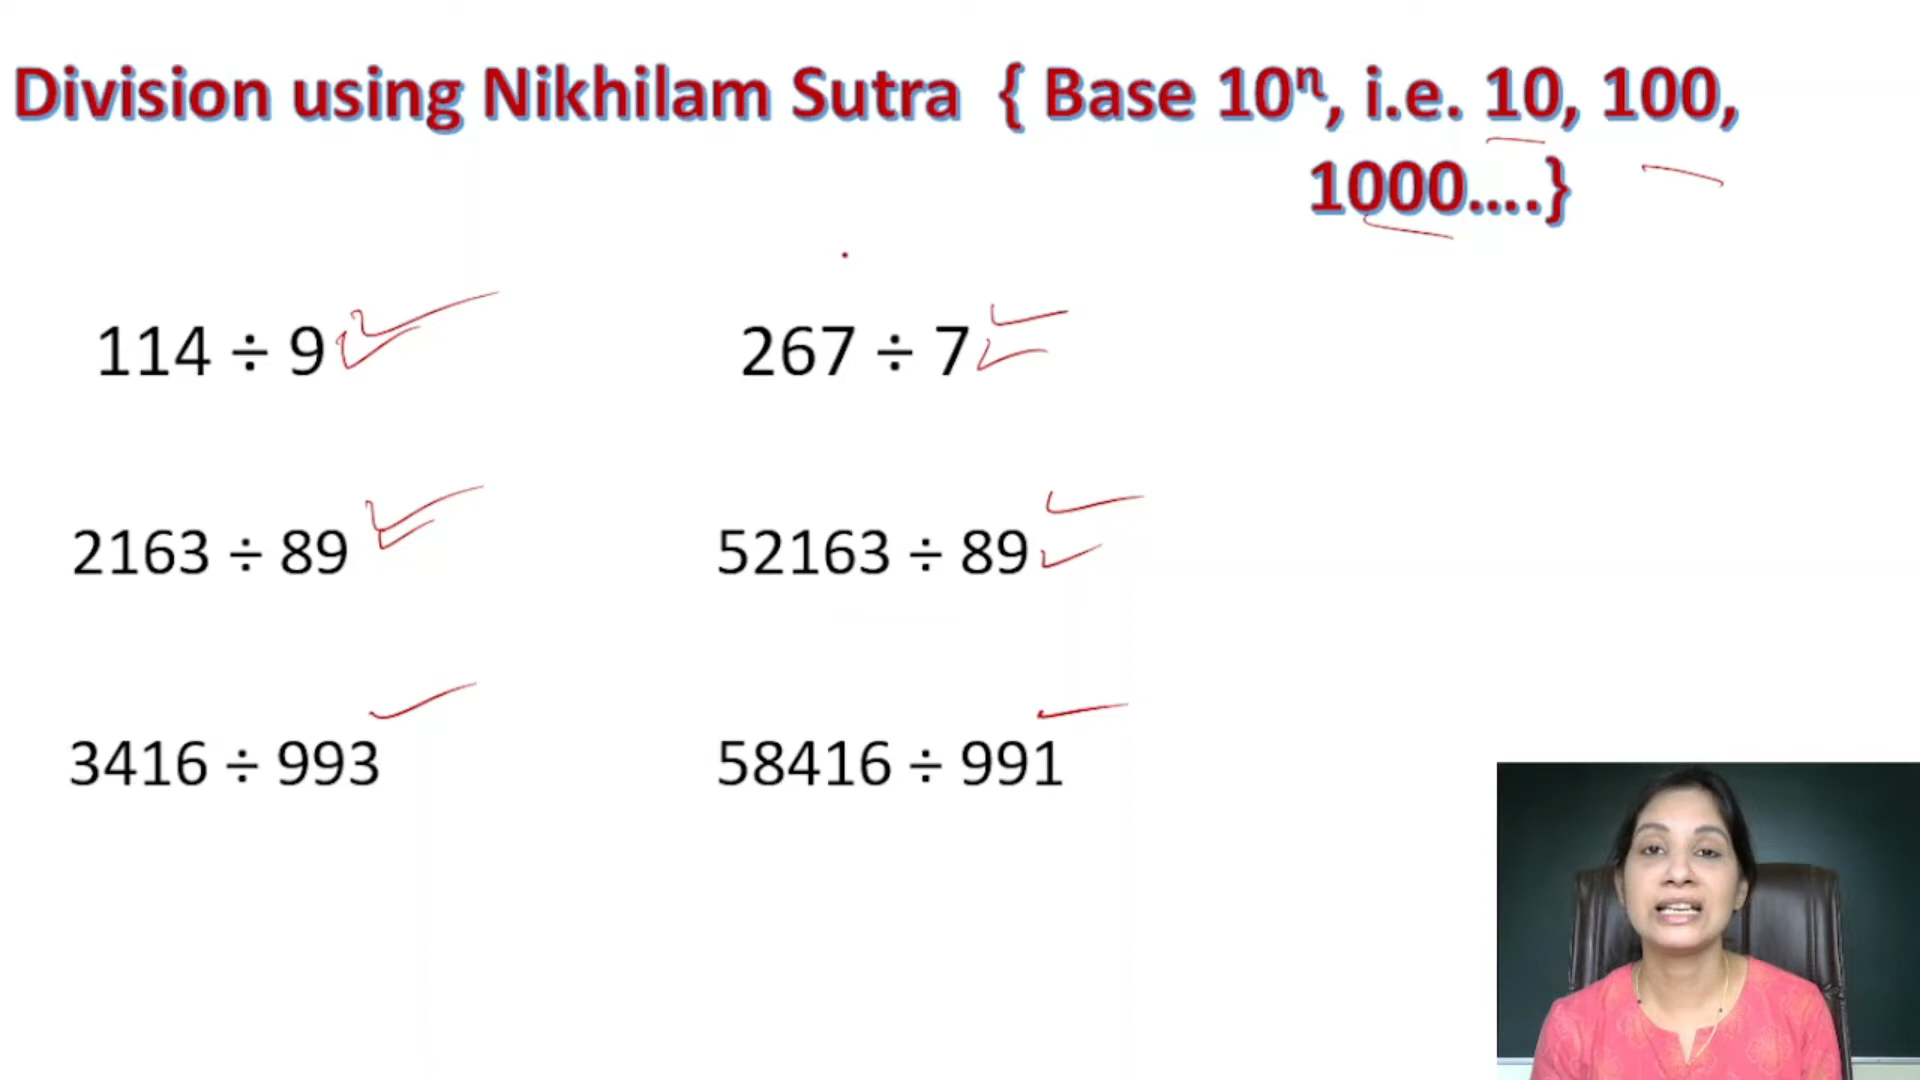 Division using Nikhilam Sutra { Base 10ⁿ, i.e. 10, 100,
1000....}
114 ÷ 9
267 ÷ 7
2163 ÷ 89
52163 ÷ 89
3416 ÷ 993
58416 ÷ 991